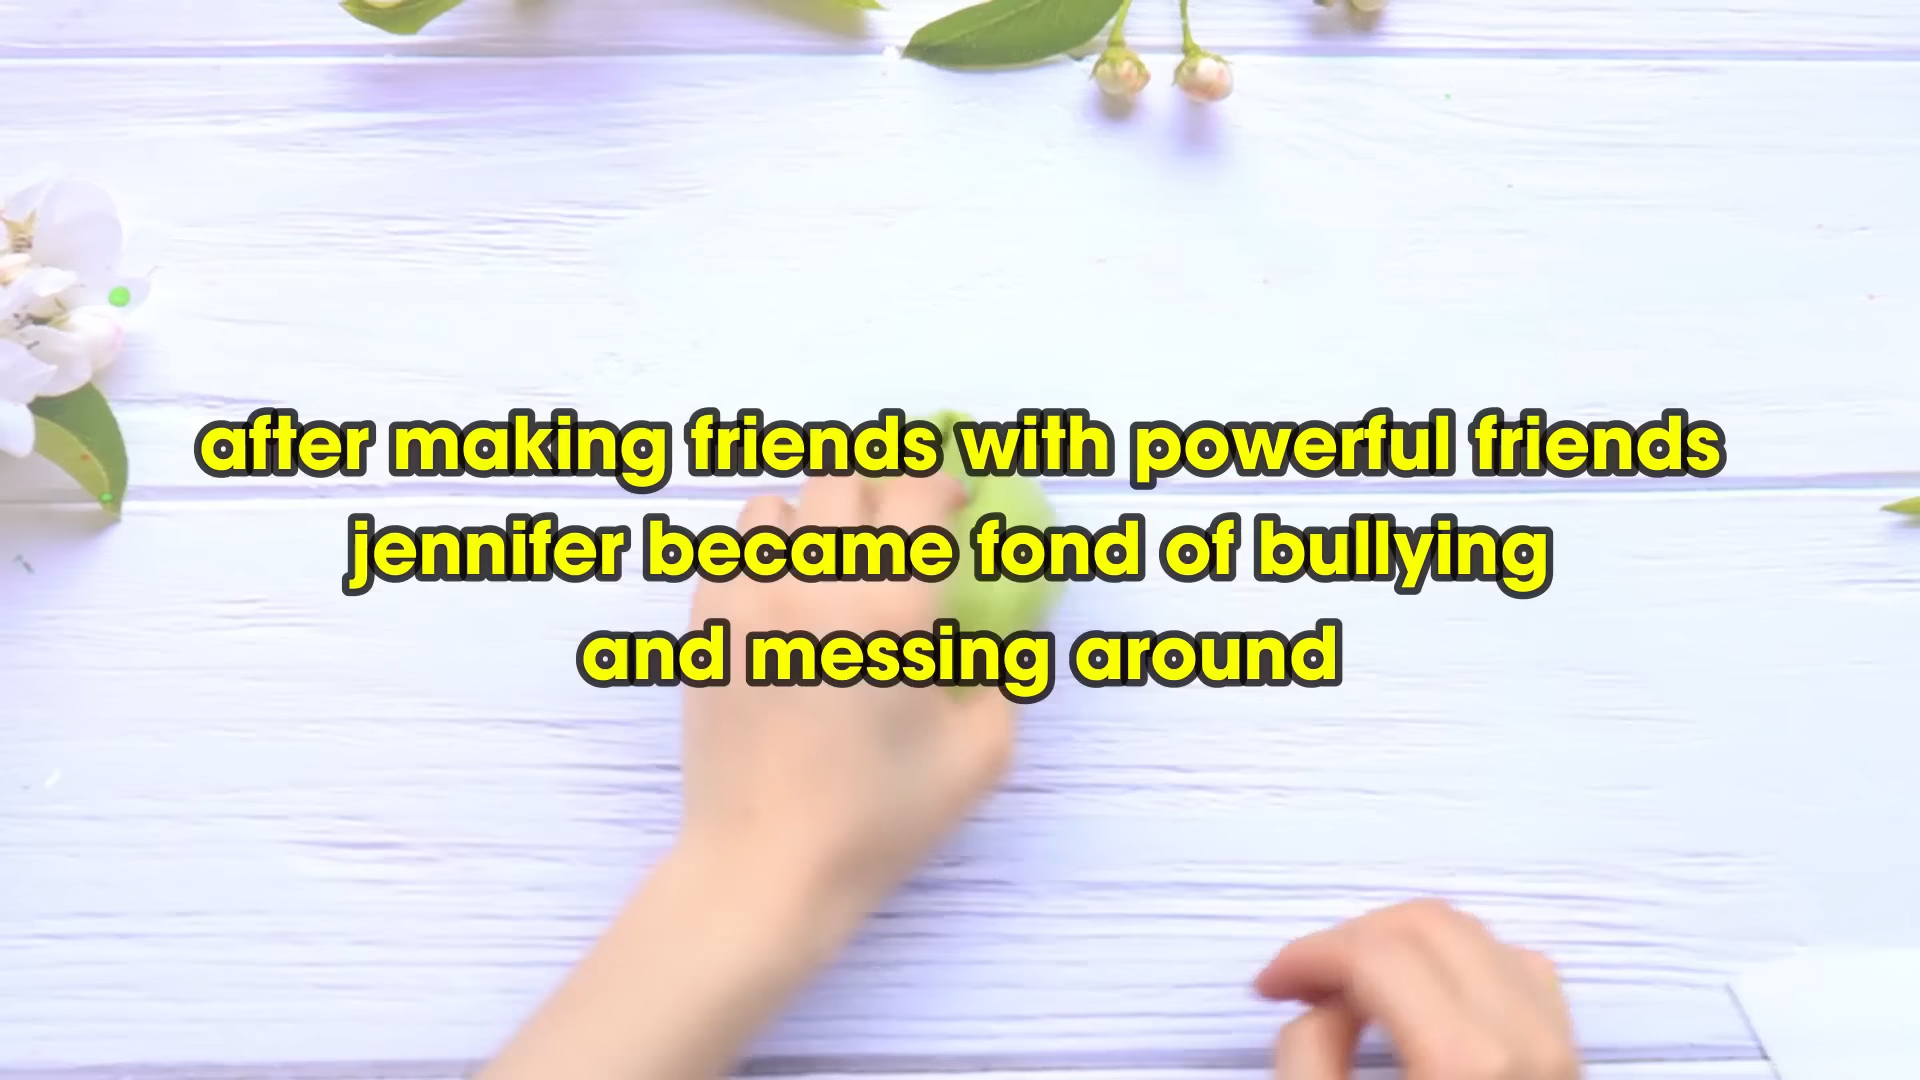 after making friends with powerful friends
jennifer became fond of bullying
and messing around